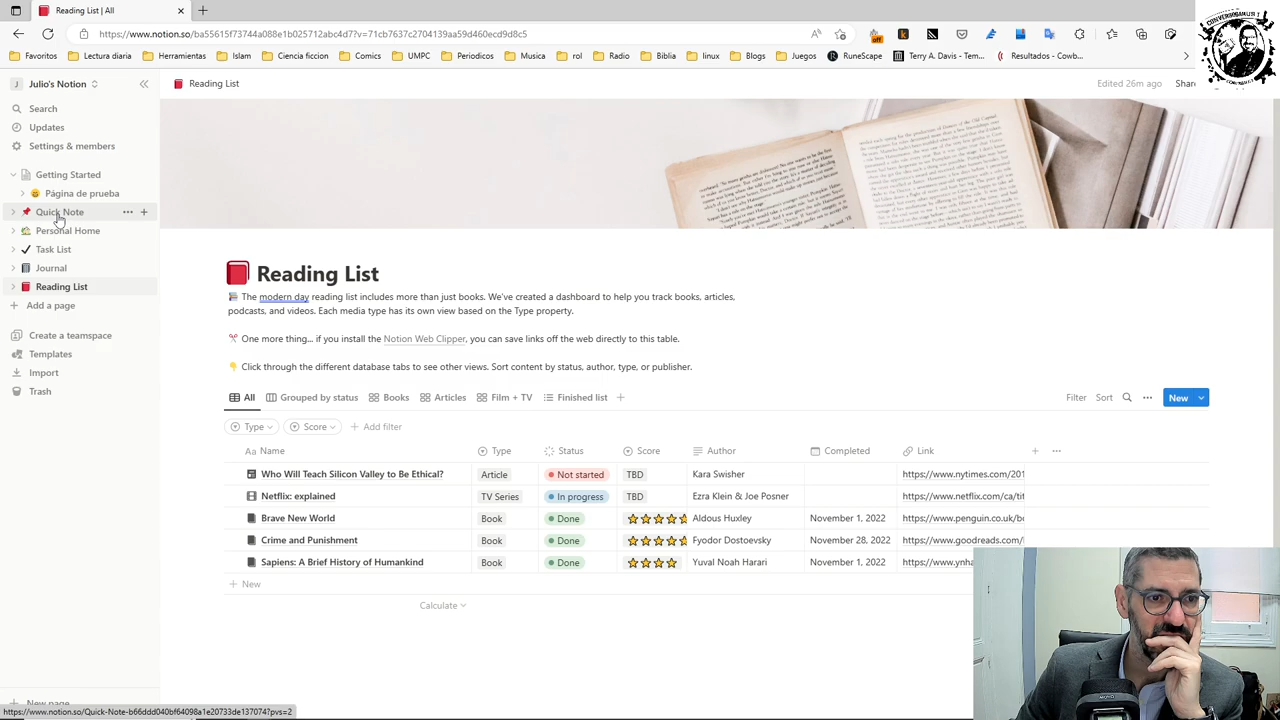 Reading List | All
https://www.notion.so/ba55615f73744a088e1b025712abc4d7?v=71cb7637c2704139aa59d460ecd9d8c5
Favoritos
Lectura diaria
Herramientas
Islam
Ciencia ficcion
Comics
UMPC
Periodicos
Musica
rol
Radio
Biblia
linux
Blogs
Juegos
RuneScape
Terry A. Davis - Tem...
Resultados - Cowb...
J Julio's Notion
Reading List
Edited 26m ago
Search
Updates
Settings & members
Getting Started
Página de prueba
Quick Note
Personal Home
Task List
Journal
Reading List
Add a page
Create a teamspace
Templates
Import
Trash
Reading List
The modern day reading list includes more than just books. We've created a dashboard to help you track books, articles,
podcasts, and videos. Each media type has its own view based on the Type property.
One more thing... if you install the Notion Web Clipper, you can save links off the web directly to this table.
Click through the different database tabs to see other views. Sort content by status, author, type, or publisher.
All Grouped by status Books Articles Film + TV Finished list
Filter Sort New
Type Score Add filter
Aa Name Type Status Score Author Completed Link
Who Will Teach Silicon Valley to Be Ethical? Article Not started TBD Kara Swisher https://www.nytimes.com/201
Netflix: explained TV Series In progress TBD Ezra Klein & Joe Posner https://www.netflix.com/ca/tit
Brave New World Book Done Aldous Huxley November 1, 2022 https://www.penguin.co.uk/b
Crime and Punishment Book Done Fyodor Dostoevsky November 28, 2022 https://www.goodreads.com/
Sapiens: A Brief History of Humankind Book Done Yuval Noah Harari November 1, 2022 https://www.ynha
New
Calculate
New page
https://www.notion.so/Quick-Note-b66ddd040bf64098a1e20733de137074?pvs=2